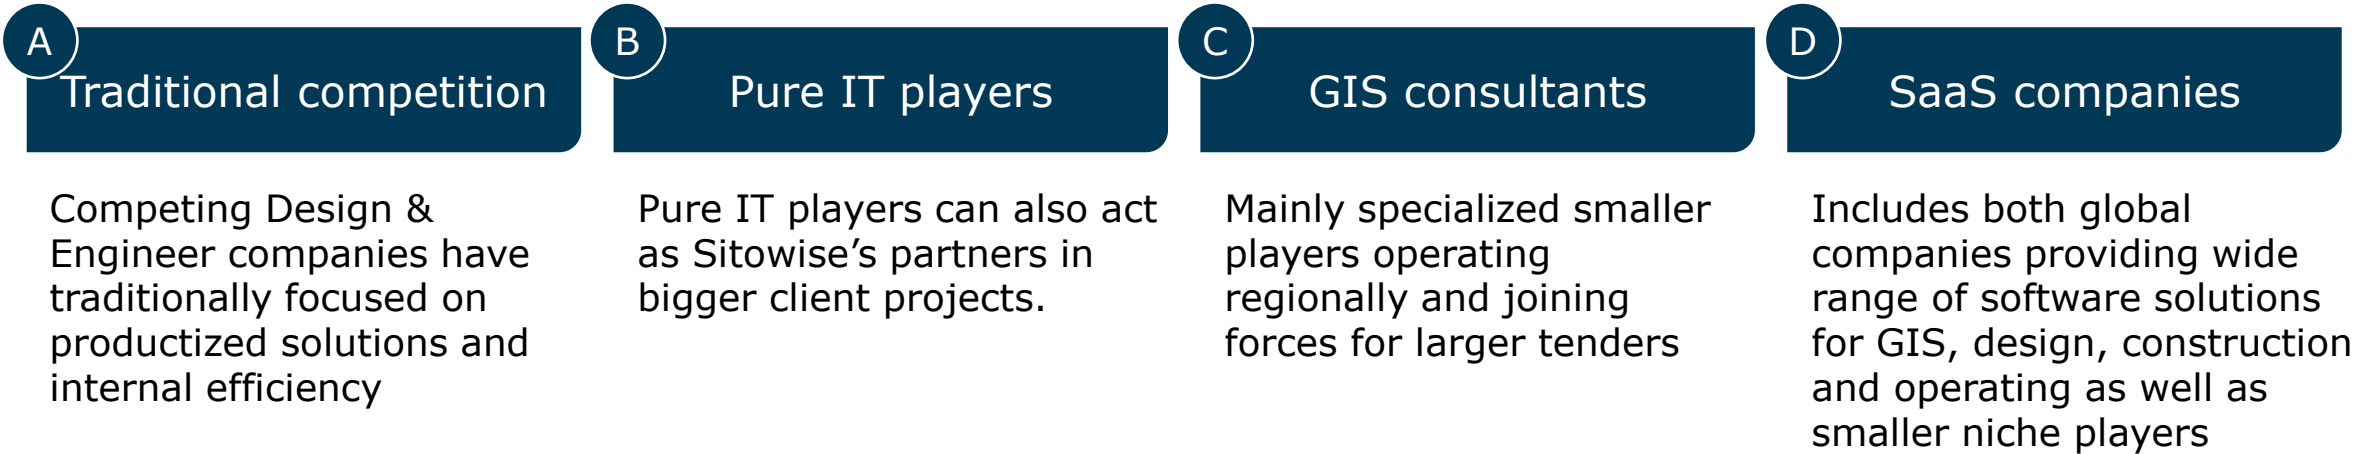 A
Traditional competition
Competing Design &
Engineer companies have
traditionally focused on
productized solutions and
internal efficiency
B
Pure IT players
Pure IT players can also act
as Sitowise’s partners in
bigger client projects.
C
GIS consultants
Mainly specialized smaller
players operating
regionally and joining
forces for larger tenders
D
SaaS companies
Includes both global
companies providing wide
range of software solutions
for GIS, design, construction
and operating as well as
smaller niche players